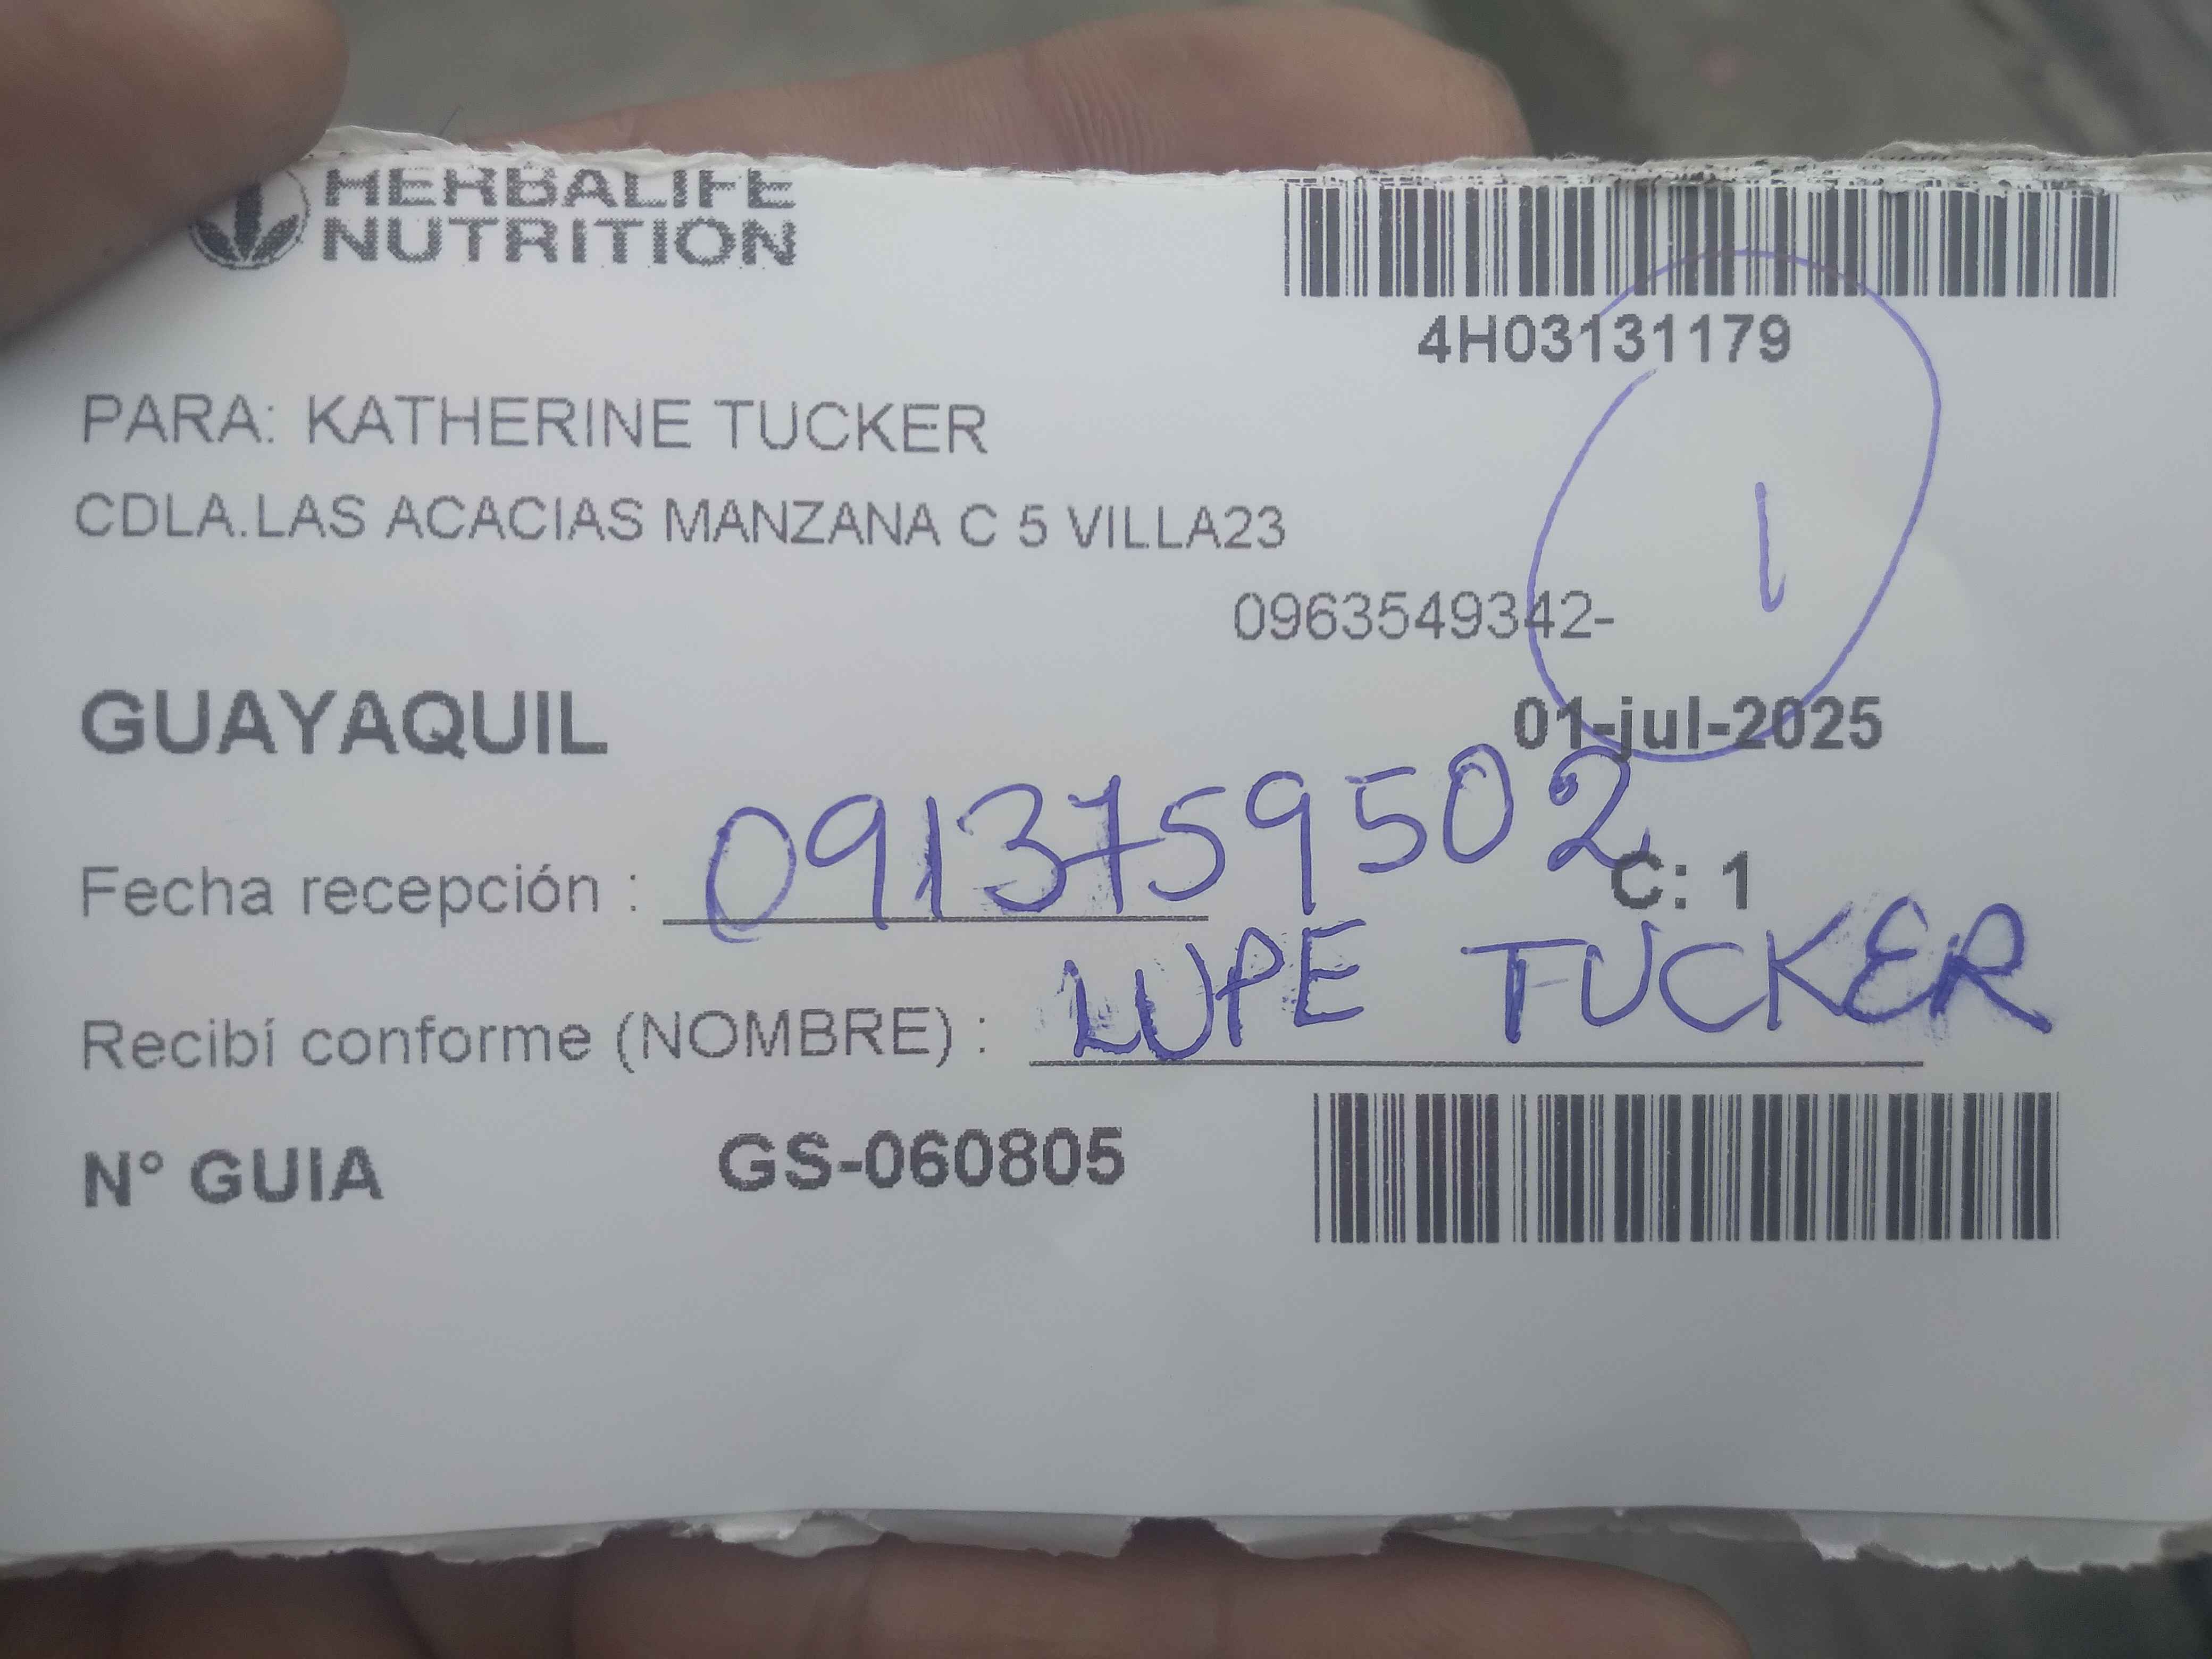 HERBALIFE
NUTRITION
4H03131179
PARA: KATHERINE TUCKER
CDLA.LAS ACACIAS MANZANA C 5 VILLA23
1
0963549342-
GUAYAQUIL
01-jul-2025
Fecha recepción : 0913759502
C: 1
Recibí conforme (NOMBRE) : LUPE TUCKER
N° GUIA GS-060805